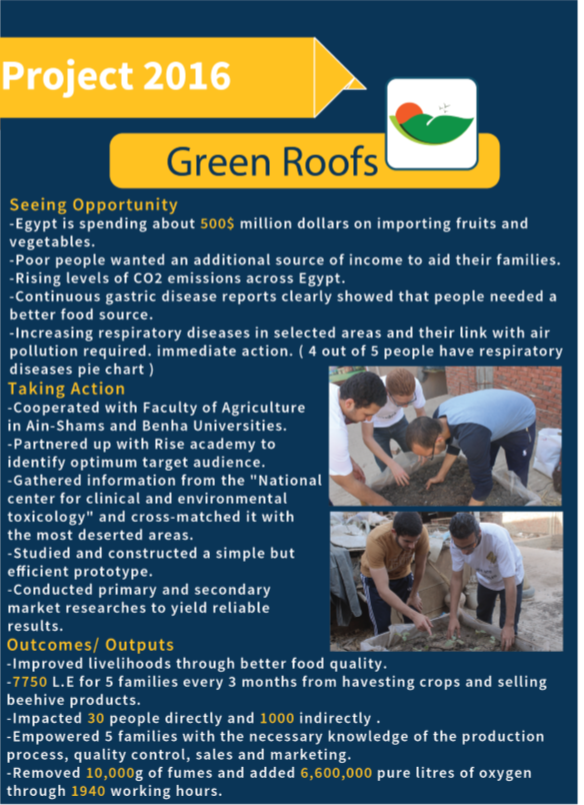 Project 2016
Green Roofs
Seeing Opportunity
-Egypt is spending about 500$ million dollars on importing fruits and
vegetables.
-Poor people wanted an additional source of income to aid their families.
-Rising levels of CO2 emissions across Egypt.
-Continuous gastric disease reports clearly showed that people needed a
better food source.
-Increasing respiratory diseases in selected areas and their link with air
pollution required. immediate action. ( 4 out of 5 people have respiratory
diseases pie chart )
Taking Action
-Cooperated with Faculty of Agriculture
in Ain-Shams and Benha Universities.
-Partnered up with Rise academy to
identify optimum target audience.
-Gathered information from the "National
center for clinical and environmental
toxicology" and cross-matched it with
the most deserted areas.
-Studied and constructed a simple but
efficient prototype.
-Conducted primary and secondary
market researches to yield reliable
results.
Outcomes/ Outputs
-Improved livelihoods through better food quality.
-7750 L.E for 5 families every 3 months from havesting crops and selling
beehive products.
-Impacted 30 people directly and 1000 indirectly .
-Empowered 5 families with the necessary knowledge of the production
process, quality control, sales and marketing.
-Removed 10,000g of fumes and added 6,600,000 pure litres of oxygen
through 1940 working hours.